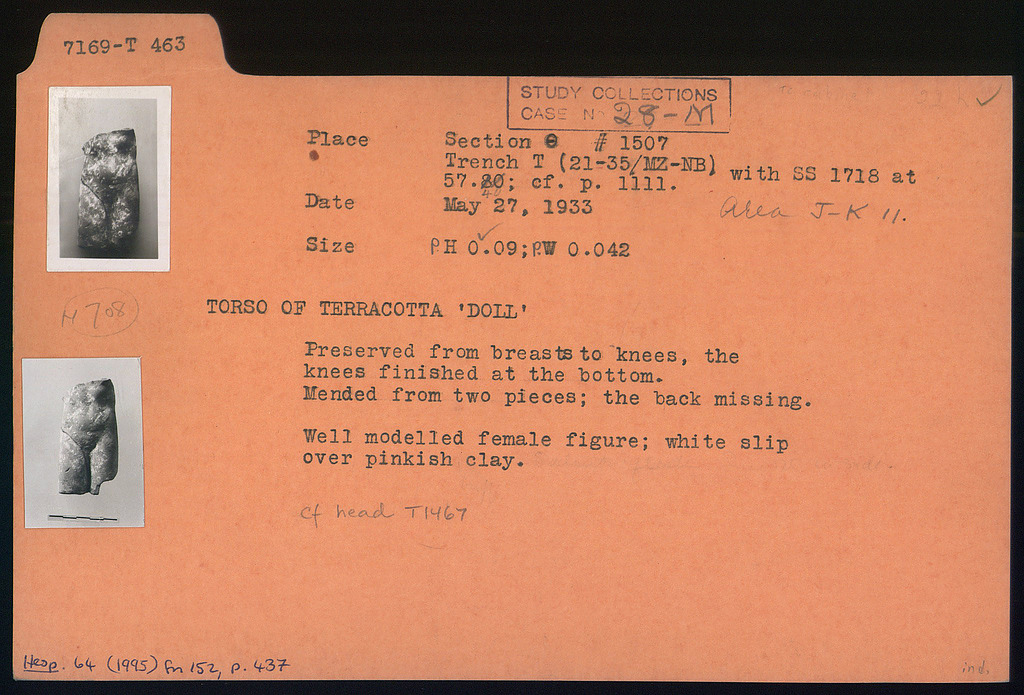 7169-T 463
STUDY COLLECTIONS
CASE No 28-M
Place Section Θ # 1507
Trench T (21-35/MZ-NB) with SS 1718 at
57.80; cf. p. 1111.
40
Date May 27, 1933
Area J-K 11.
Size P.H 0.09; P.W 0.042
H 708
TORSO OF TERRACOTTA 'DOLL'
Preserved from breasts to knees, the
knees finished at the bottom.
Mended from two pieces; the back missing.
Well modelled female figure; white slip
over pinkish clay.
cf head T1467
Hesp. 64 (1995) fn 152, p. 437
ind.